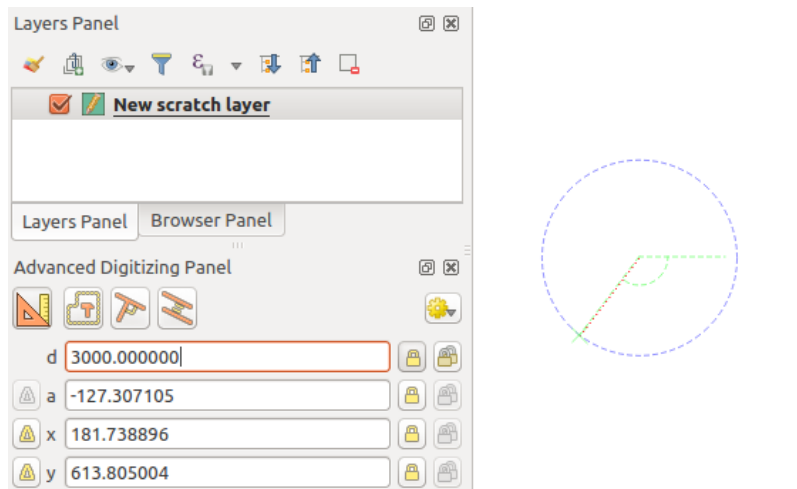 Layers Panel
New scratch layer
Layers Panel
Browser Panel
Advanced Digitizing Panel
d 3000.000000
a -127.307105
x 181.738896
y 613.805004